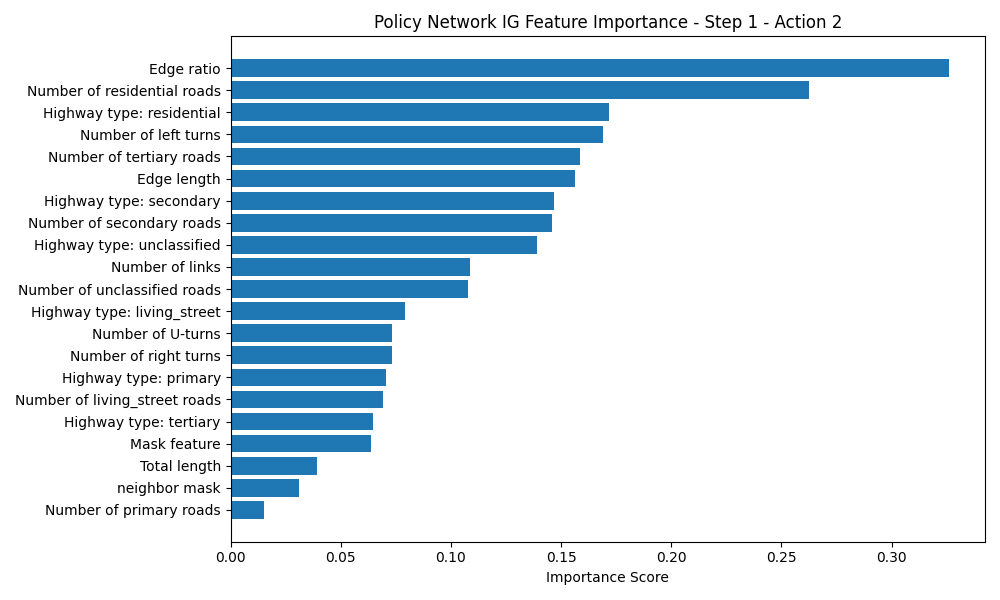 Policy Network IG Feature Importance - Step 1 - Action 2
Edge ratio
Number of residential roads
Highway type: residential
Number of left turns
Number of tertiary roads
Edge length
Highway type: secondary
Number of secondary roads
Highway type: unclassified
Number of links
Number of unclassified roads
Highway type: living_street
Number of U-turns
Number of right turns
Highway type: primary
Number of living_street roads
Highway type: tertiary
Mask feature
Total length
neighbor mask
Number of primary roads
0.00 0.05 0.10 0.15 0.20 0.25 0.30
Importance Score